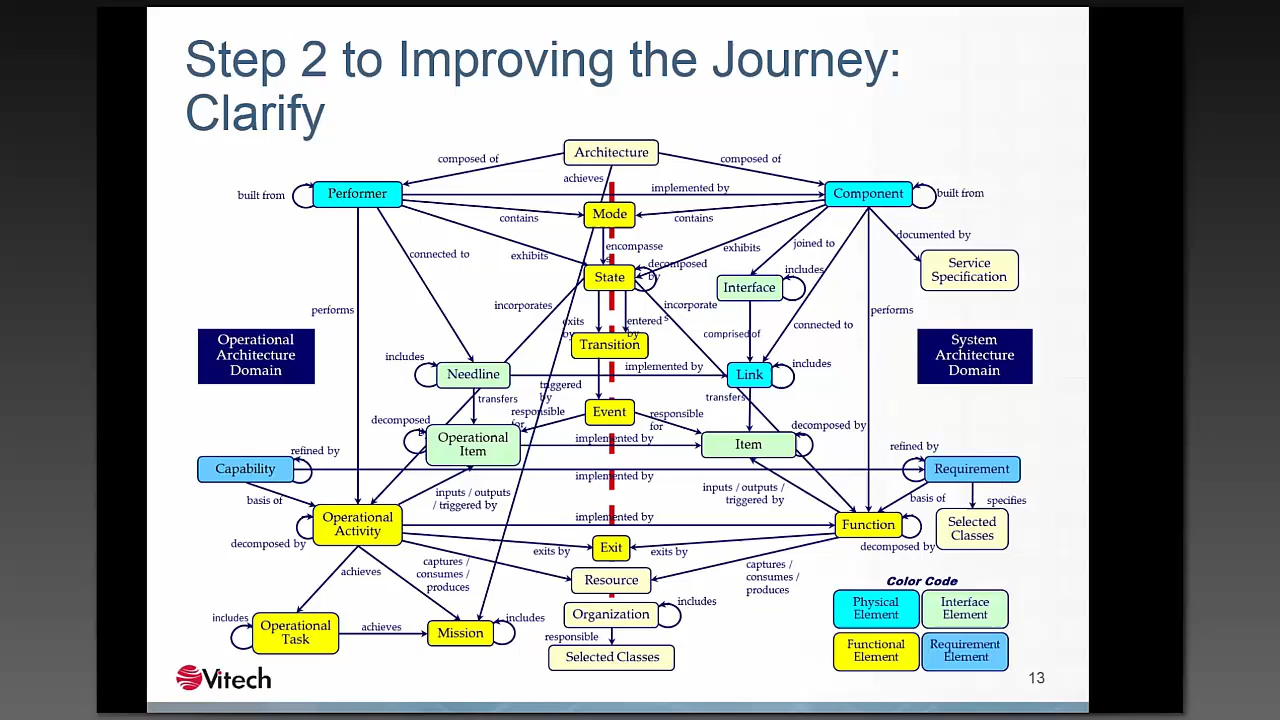 Step 2 to Improving the Journey:
Clarify
Architecture
composed of
composed of
achieves
built from
Performer
implemented by
Component
built from
contains
Mode
contains
connected to
exhibits
encompasse
s
exhibits
joined to
documented by
decomposed
by
State
Interface
includes
Service
Specification
incorporates
incorporate
s
performs
performs
exits
by
entered
by
comprised of
connected to
Operational
Architecture
Domain
Transition
System
Architecture
Domain
includes
Needline
implemented by
Link
includes
triggered
by
transfers
transfers
responsible
for
Event
responsible
for
decomposed
Operational
Item
implemented by
Item
decomposed by
refined by
refined by
Capability
implemented by
Requirement
basis of
inputs / outputs
/ triggered by
inputs / outputs /
triggered by
basis of
specifies
Operational
Activity
implemented by
Function
Selected
Classes
decomposed by
exits by
Exit
exits by
decomposed by
achieves
captures /
consumes /
produces
Resource
captures /
consumes /
produces
Color Code
Physical
Element
Interface
Element
Functional
Element
Requirement
Element
includes
Operational
Task
achieves
Mission
includes
Organization
includes
responsible
Selected Classes
Vitech
13